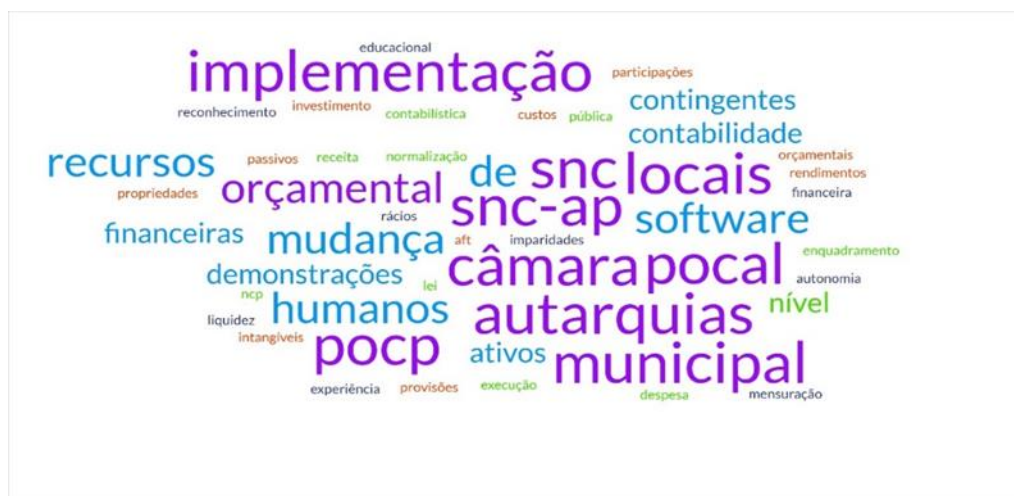 educacional
implementação
participações
reconhecimento investimento contabilística custos pública
contingentes
contabilidade
recursos passivos receita normalização de snc locais orçamentais
rendimentos
propriedades orçamental financeira
rácios snc-ap software
financeiras mudança aft imparidades
enquadramento
demonstrações lei câmara pocal autonomia
ncp humanos nível
liquidez autarquias
intangíveis pocp ativos municipal
experiência provisões execução
despesa mensuração